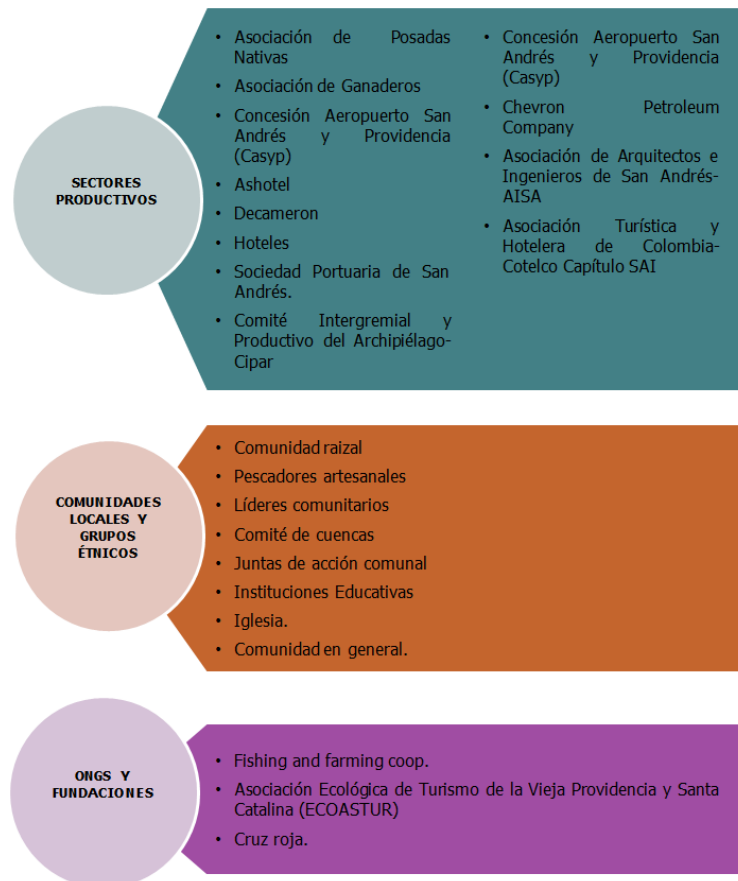 SECTORES
PRODUCTIVOS
• Asociación de Posadas
Nativas
• Asociación de Ganaderos
• Concesión Aeropuerto San
Andrés y Providencia
(Casyp)
• Ashotel
• Decameron
• Hoteles
• Sociedad Portuaria de San
Andrés.
• Comité Intergremial y
Productivo del Archipiélago-
Cipar
• Concesión Aeropuerto San
Andrés y Providencia
(Casyp)
• Chevron Petroleum
Company
• Asociación de Arquitectos e
Ingenieros de San Andrés-
AISA
• Asociación Turística y
Hotelera de Colombia-
Cotelco Capítulo SAI
COMUNIDADES
LOCALES Y
GRUPOS
ÉTNICOS
• Comunidad raizal
• Pescadores artesanales
• Líderes comunitarios
• Comité de cuencas
• Juntas de acción comunal
• Instituciones Educativas
• Iglesia.
• Comunidad en general.
ONGS Y
FUNDACIONES
• Fishing and farming coop.
• Asociación Ecológica de Turismo de la Vieja Providencia y Santa
Catalina (ECOASTUR)
• Cruz roja.